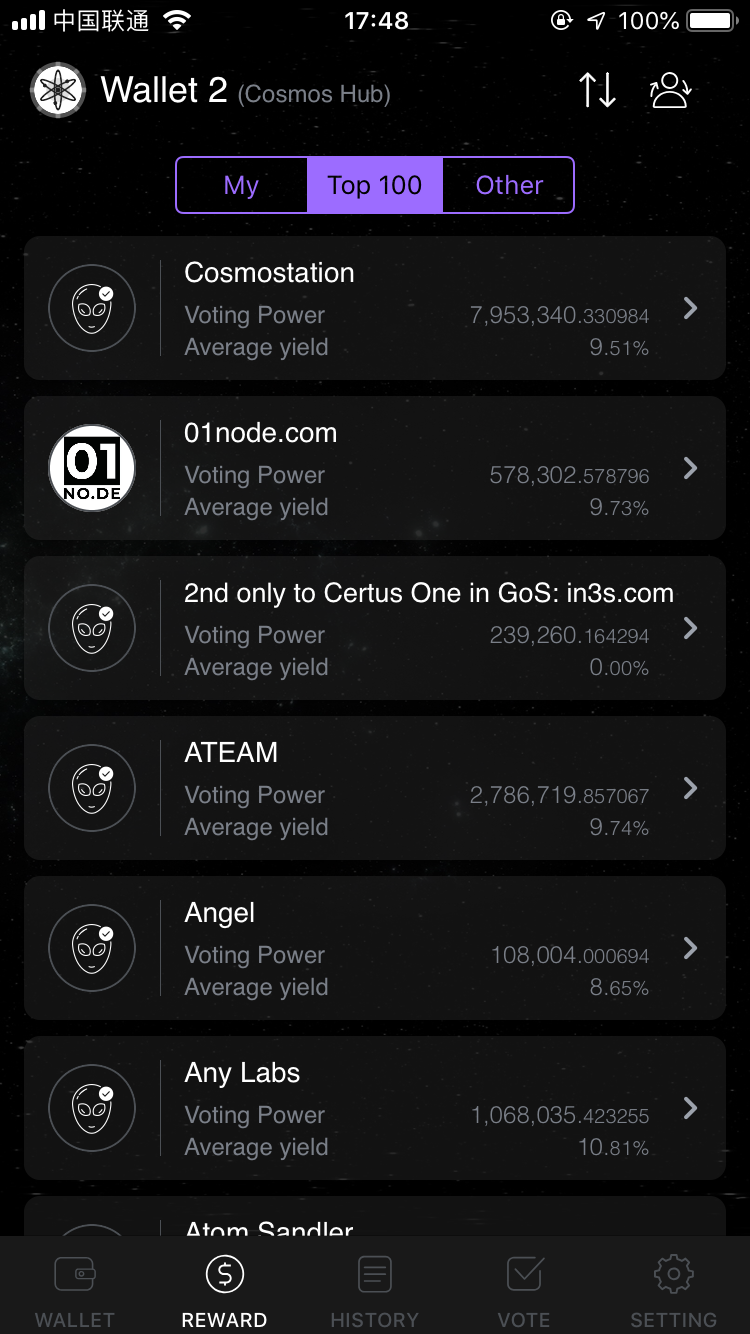 中国联通 17:48 100%
Wallet 2 (Cosmos Hub)
My Top 100 Other
Cosmostation
Voting Power 7,953,340.330984
Average yield 9.51%
01
NO.DE
01node.com
Voting Power 578,302.578796
Average yield 9.73%
2nd only to Certus One in GoS: in3s.com
Voting Power 239,260.164294
Average yield 0.00%
ATEAM
Voting Power 2,786,719.857067
Average yield 9.74%
Angel
Voting Power 108,004.000694
Average yield 8.65%
Any Labs
Voting Power 1,068,035.423255
Average yield 10.81%
Atom Sandler
WALLET REWARD HISTORY VOTE SETTING